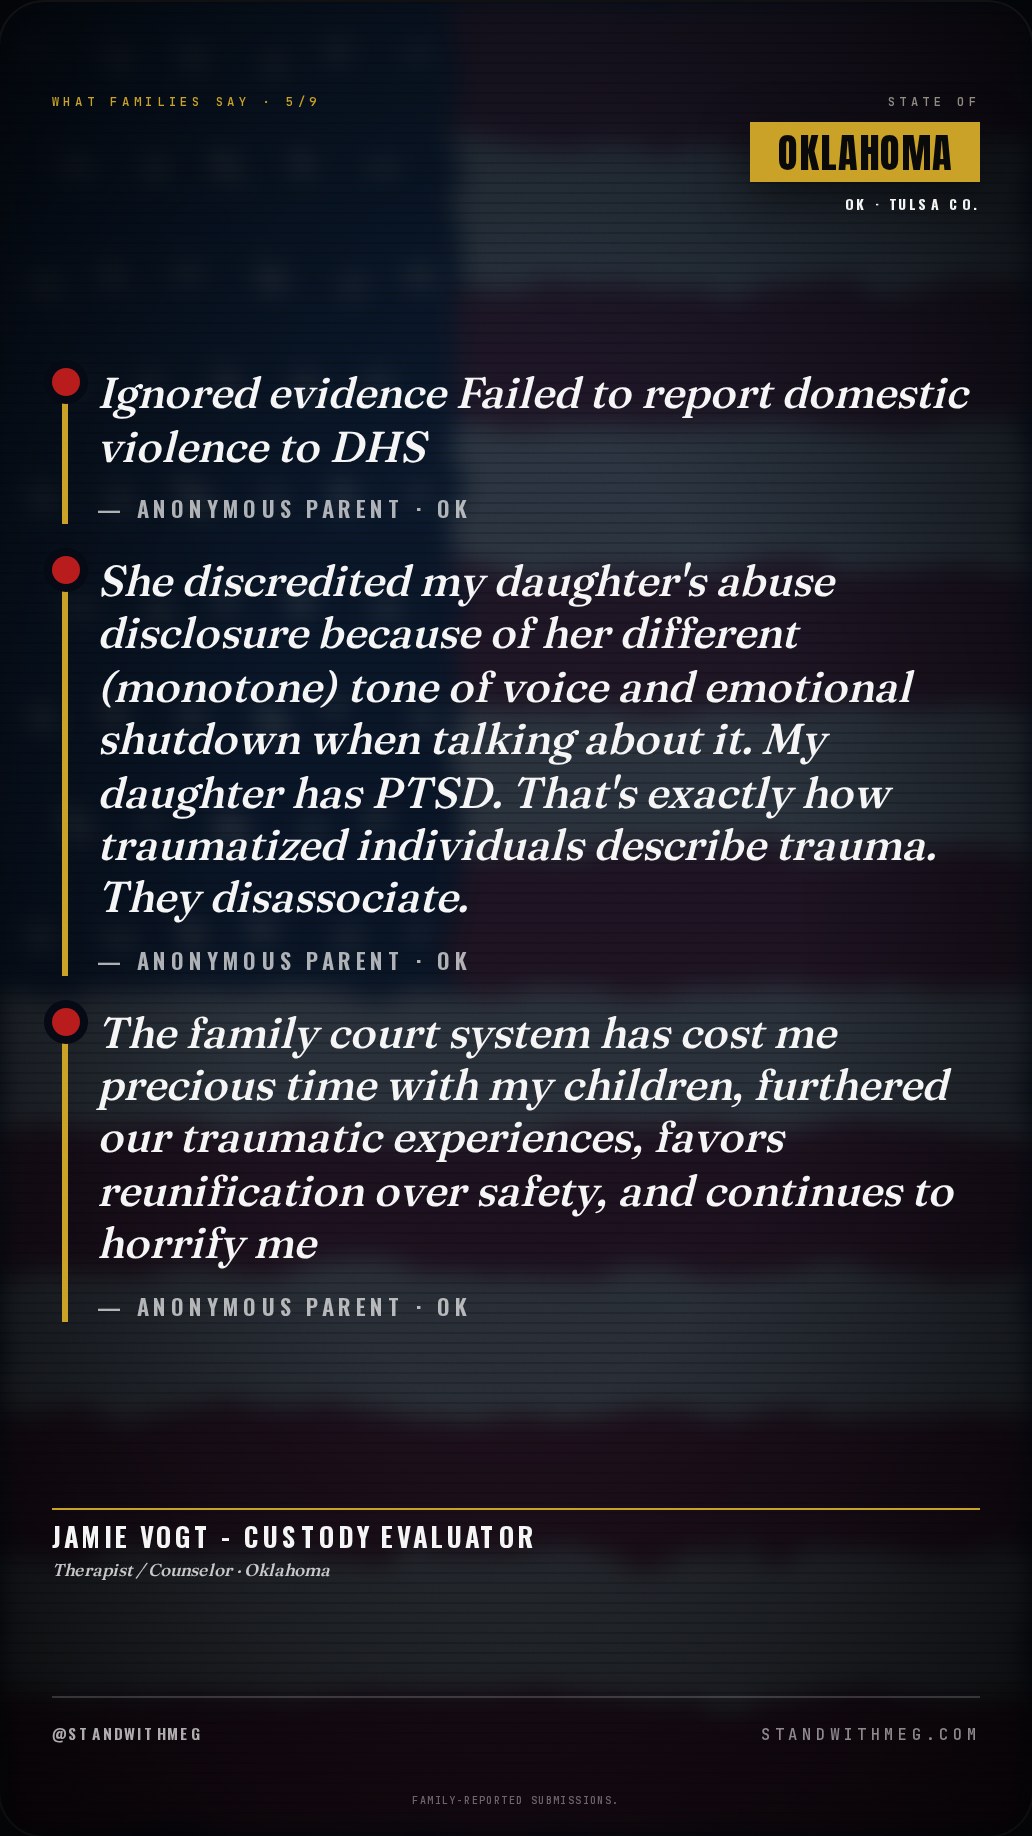 WHAT FAMILIES SAY · 5/9
STATE OF
OKLAHOMA
OK · TULSA CO.
Ignored evidence Failed to report domestic
violence to DHS
— ANONYMOUS PARENT · OK
She discredited my daughter's abuse
disclosure because of her different
(monotone) tone of voice and emotional
shutdown when talking about it. My
daughter has PTSD. That's exactly how
traumatized individuals describe trauma.
They disassociate.
— ANONYMOUS PARENT · OK
The family court system has cost me
precious time with my children, furthered
our traumatic experiences, favors
reunification over safety, and continues to
horrify me
— ANONYMOUS PARENT · OK
JAMIE VOGT - CUSTODY EVALUATOR
Therapist / Counselor · Oklahoma
@STANDWITHMEG
STANDWITHMEG.COM
FAMILY-REPORTED SUBMISSIONS.